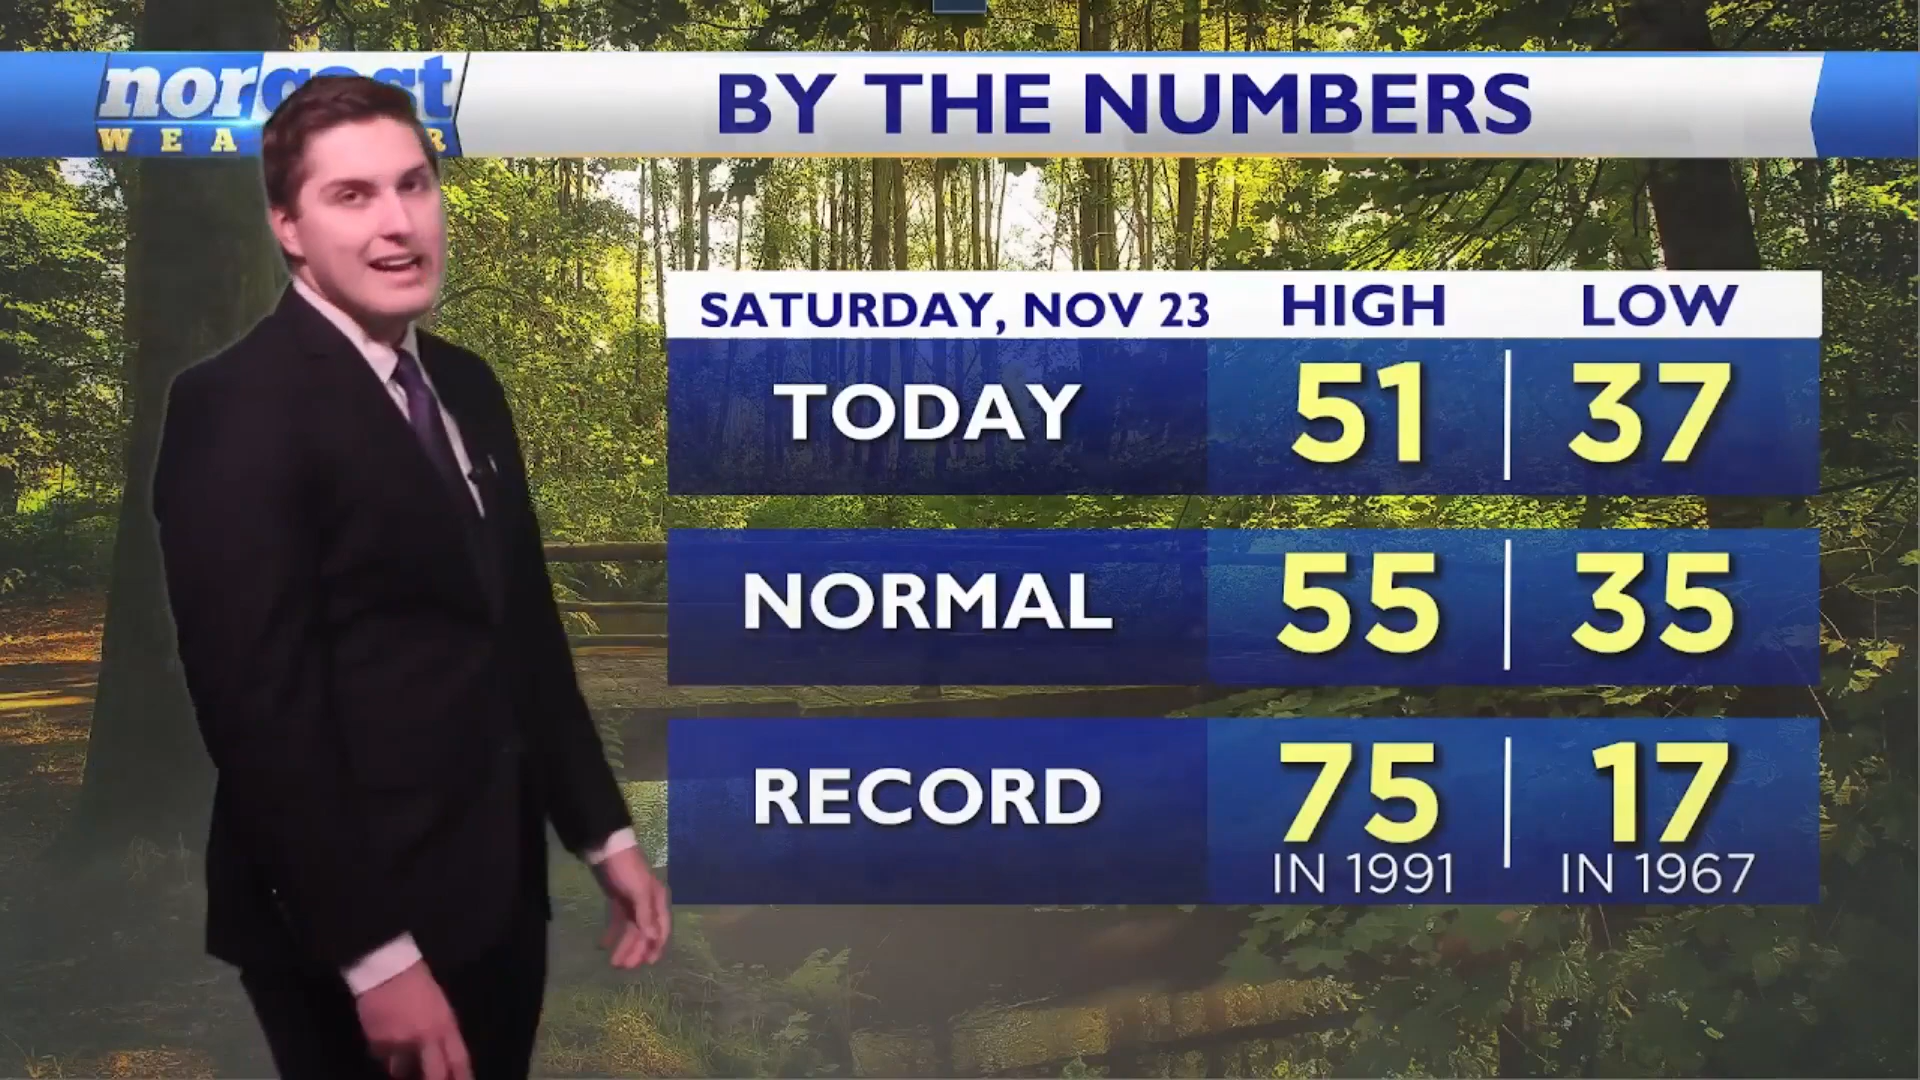 BY THE NUMBERS
SATURDAY, NOV 23 HIGH LOW
TODAY 51 37
NORMAL 55 35
RECORD 75 17
IN 1991 IN 1967